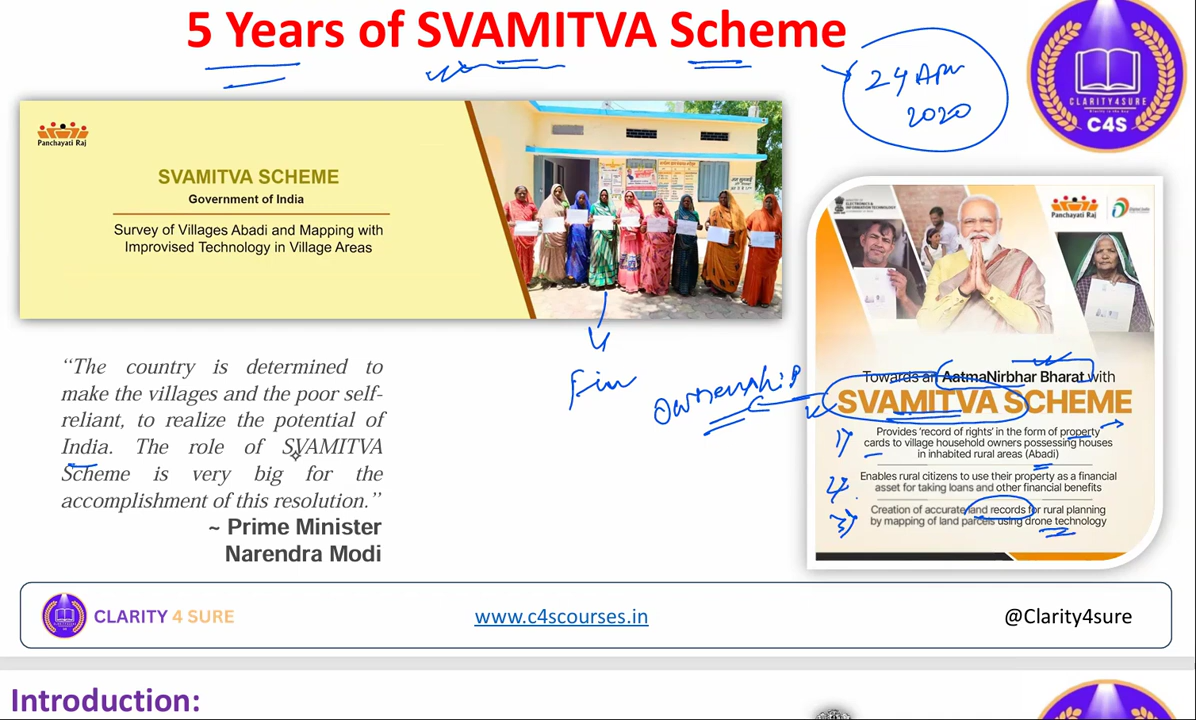 5 Years of SVAMITVA Scheme
24 Apr
2020
CLARITY4SURE
C4S
Panchayati Raj
SVAMITVA SCHEME
Government of India
Survey of Villages Abadi and Mapping with
Improvised Technology in Village Areas
Fin
Ownership
“The country is determined to
make the villages and the poor self-
reliant, to realize the potential of
India. The role of SVAMITVA
Scheme is very big for the
accomplishment of this resolution.”
~ Prime Minister
Narendra Modi
Panchayati Raj
Towards an AatmaNirbhar Bharat with
SVAMITVA SCHEME
1)
Provides 'record of rights' in the form of property
cards to village household owners possessing houses
in inhabited rural areas (Abadi)
Enables rural citizens to use their property as a financial
asset for taking loans and other financial benefits
3)
Creation of accurate land records for rural planning
by mapping of land parcels using drone technology
CLARITY 4 SURE
www.c4scourses.in
@Clarity4sure
Introduction: